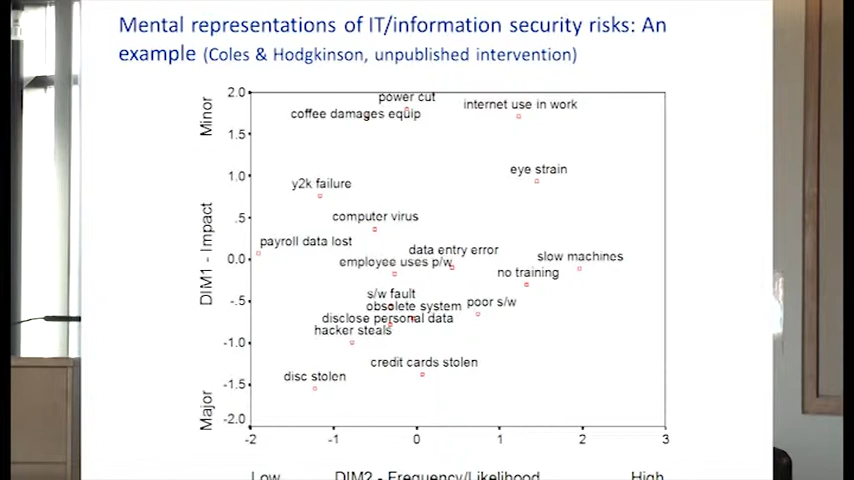 Mental representations of IT/information security risks: An
example (Coles & Hodgkinson, unpublished intervention)
Minor
DIM1 - Impact
Major
2.0
1.5
1.0
.5
0.0
-.5
-1.0
-1.5
-2.0
power cut
internet use in work
coffee damages equip
eye strain
y2k failure
computer virus
payroll data lost
data entry error
slow machines
employee uses p/w
no training
s/w fault
obsolete system
poor s/w
disclose personal data
hacker steals
credit cards stolen
disc stolen
-2 -1 0 1 2 3
Low DIM2 - Frequency/Likelihood High